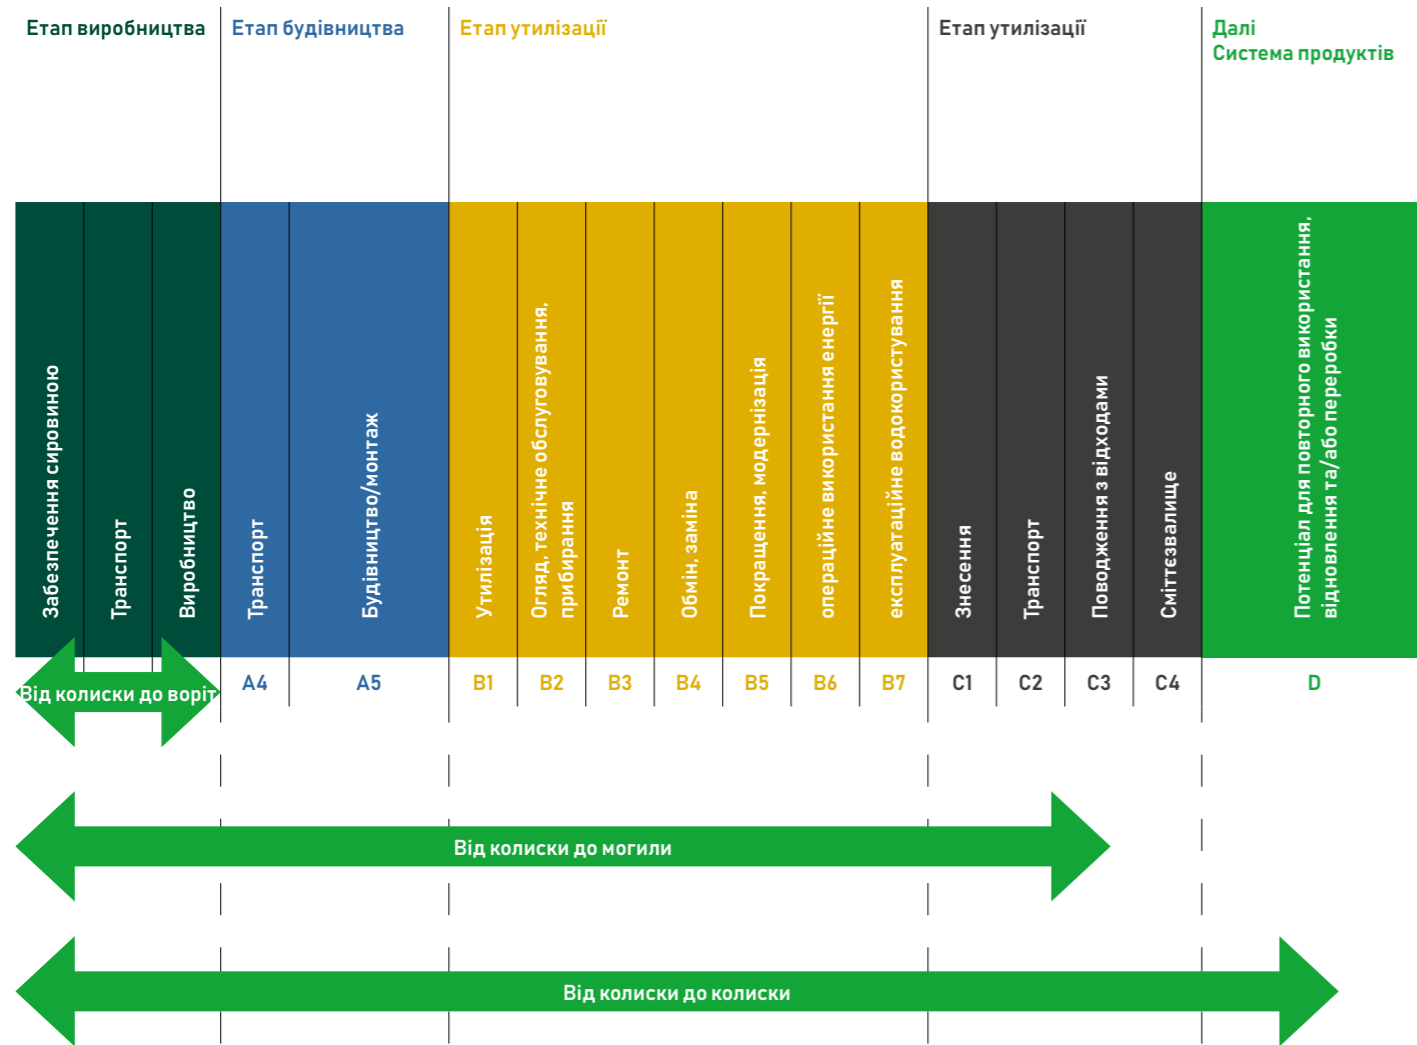 Етап виробництва
Етап будівництва
Етап утилізації
Етап утилізації
Далі
Система продуктів
Забезпечення сировиною
Транспорт
Виробництво
Транспорт
Будівництво/монтаж
Утилізація
Огляд, технічне обслуговування,
прибирання
Ремонт
Обмін, заміна
Покращення, модернізація
операційне використання енергії
експлуатаційне водокористування
Знесення
Транспорт
Поводження з відходами
Сміттєзвалище
Потенціал для повторного використання,
відновлення та/або переробки
Від колиски до воріт
A4
A5
B1
B2
B3
B4
B5
B6
B7
C1
C2
C3
C4
D
Від колиски до могили
Від колиски до колиски